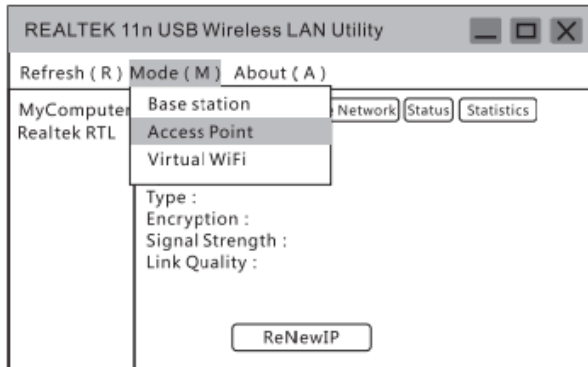 REALTEK 11n USB Wireless LAN Utility
Refresh ( R ) Mode ( M ) About ( A )
MyComputer
Realtek RTL
Base station
Access Point
Virtual WiFi
Network Status Statistics
Type :
Encryption :
Signal Strength :
Link Quality :
ReNewIP